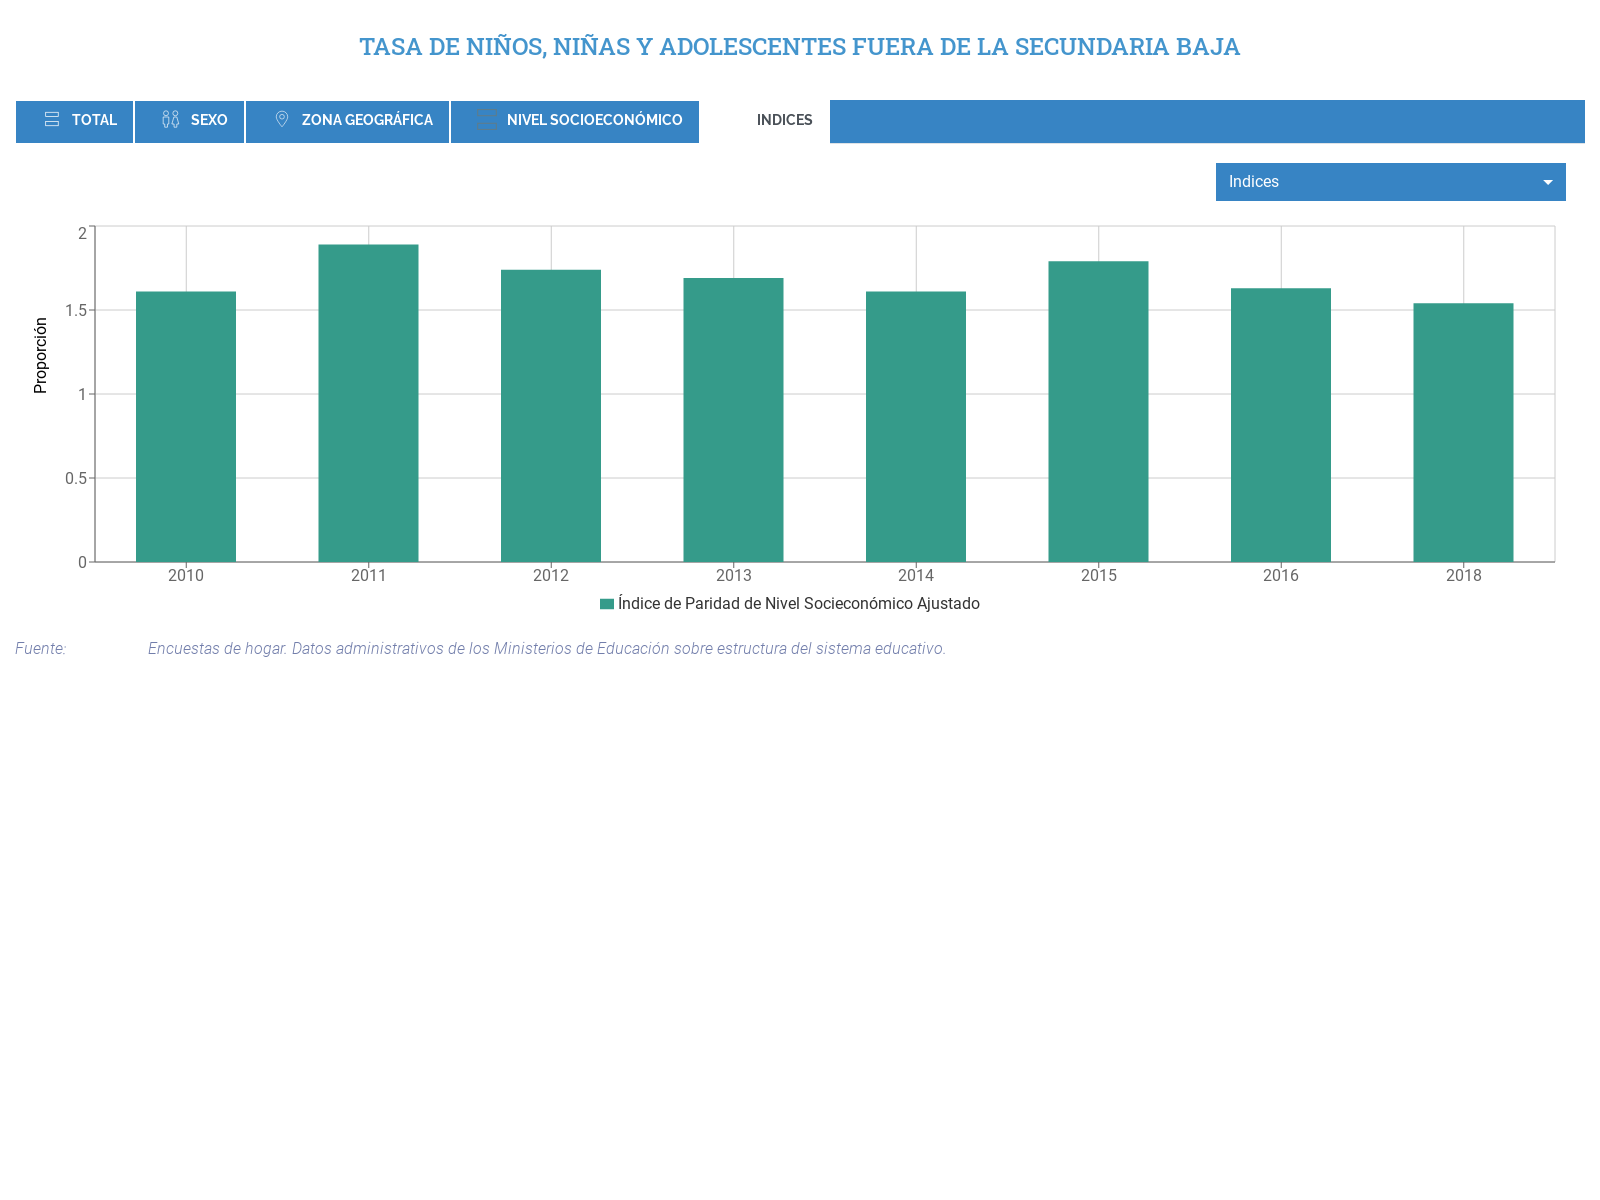 TASA DE NIÑOS, NIÑAS Y ADOLESCENTES FUERA DE LA SECUNDARIA BAJA
TOTAL SEXO ZONA GEOGRÁFICA NIVEL SOCIOECONÓMICO INDICES
Indices
2
1.5
1
0.5
0
Proporción
2010 2011 2012 2013 2014 2015 2016 2018
Índice de Paridad de Nivel Socieconómico Ajustado
Fuente: Encuestas de hogar. Datos administrativos de los Ministerios de Educación sobre estructura del sistema educativo.